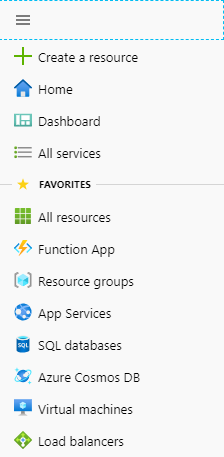 Create a resource
Home
Dashboard
All services
FAVORITES
All resources
Function App
Resource groups
App Services
SQL databases
Azure Cosmos DB
Virtual machines
Load balancers